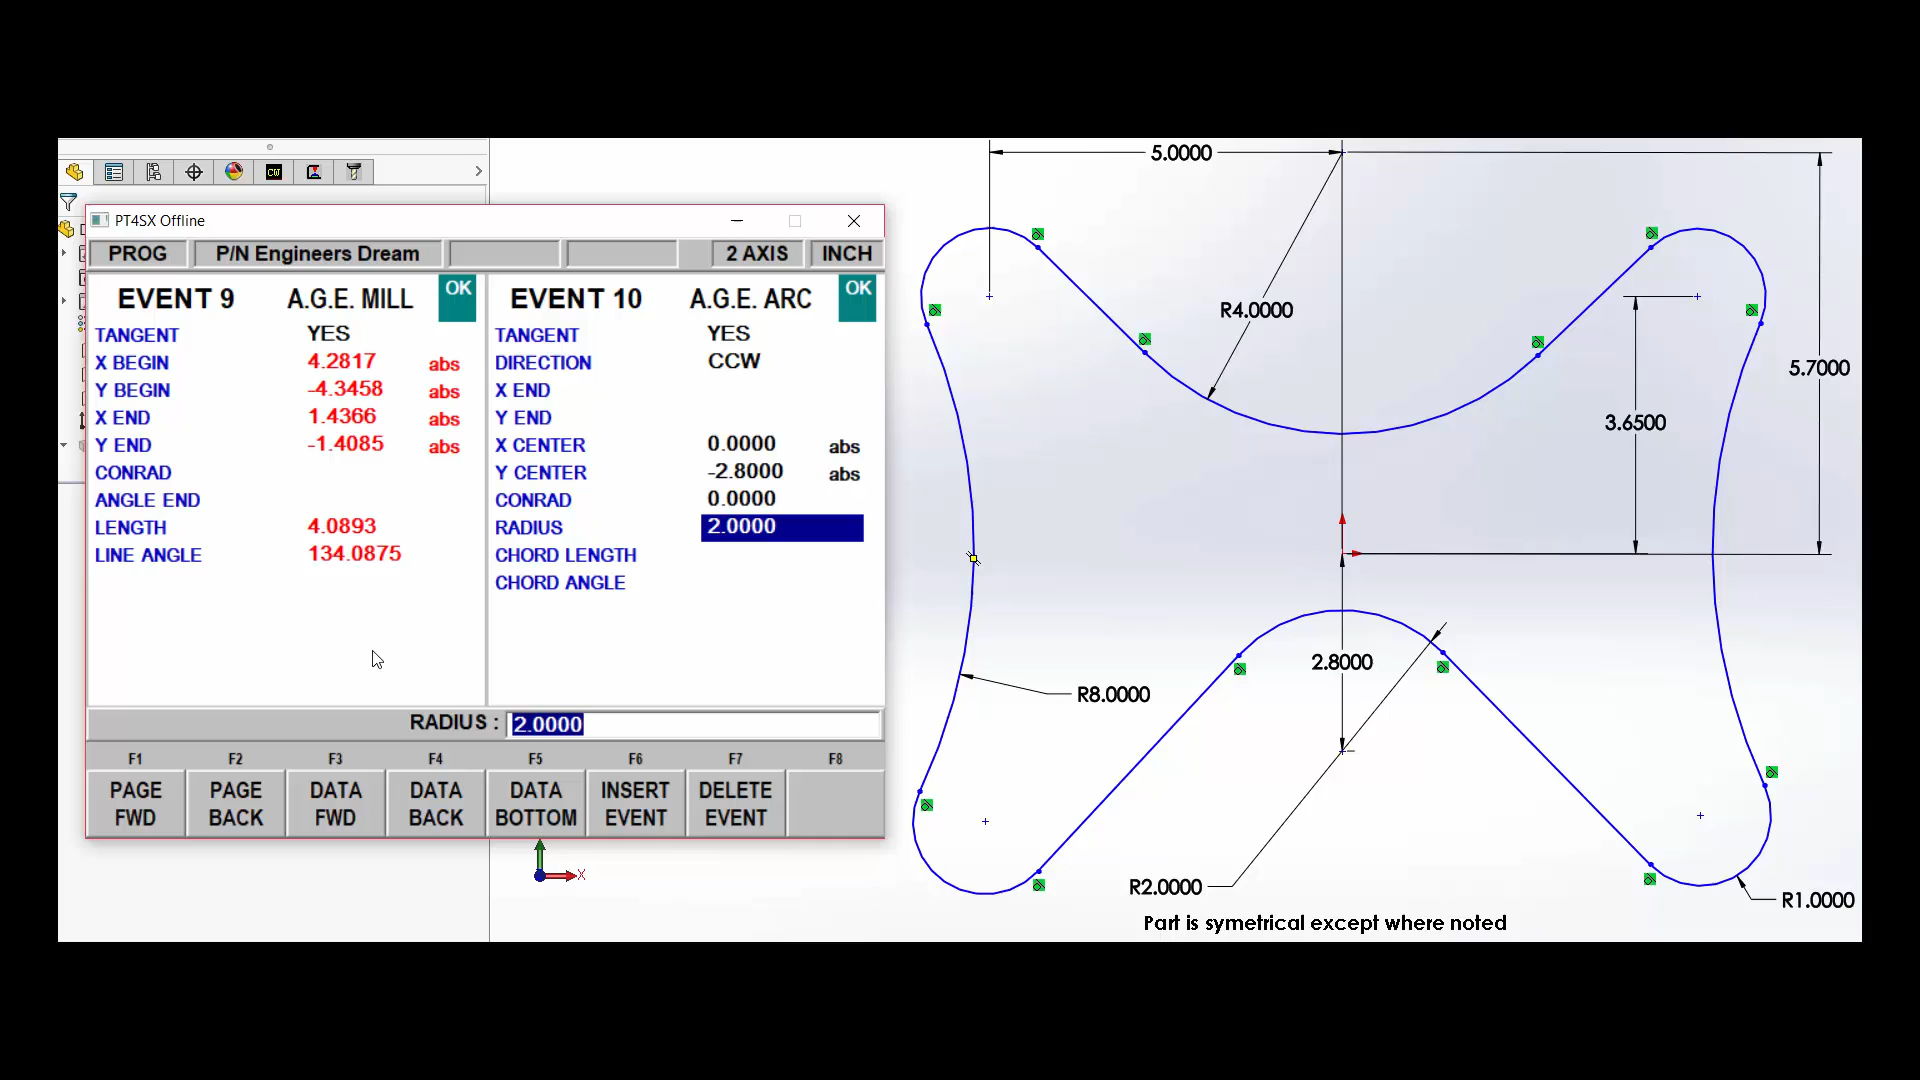 PT4SX Offline
PROG P/N Engineers Dream 2 AXIS INCH
EVENT 9 A.G.E. MILL OK
TANGENT YES
X BEGIN 4.2817 abs
Y BEGIN -4.3458 abs
X END 1.4366 abs
Y END -1.4085 abs
CONRAD
ANGLE END
LENGTH 4.0893
LINE ANGLE 134.0875
EVENT 10 A.G.E. ARC OK
TANGENT YES
DIRECTION CCW
X END
Y END
X CENTER 0.0000 abs
Y CENTER -2.8000 abs
CONRAD 0.0000
RADIUS 2.0000
CHORD LENGTH
CHORD ANGLE
RADIUS : 2.0000
F1 F2 F3 F4 F5 F6 F7 F8
PAGE FWD
PAGE BACK
DATA FWD
DATA BACK
DATA BOTTOM
INSERT EVENT
DELETE EVENT
CW
X
5.0000
R4.0000
5.7000
3.6500
2.8000
R8.0000
R2.0000
R1.0000
Part is symetrical except where noted